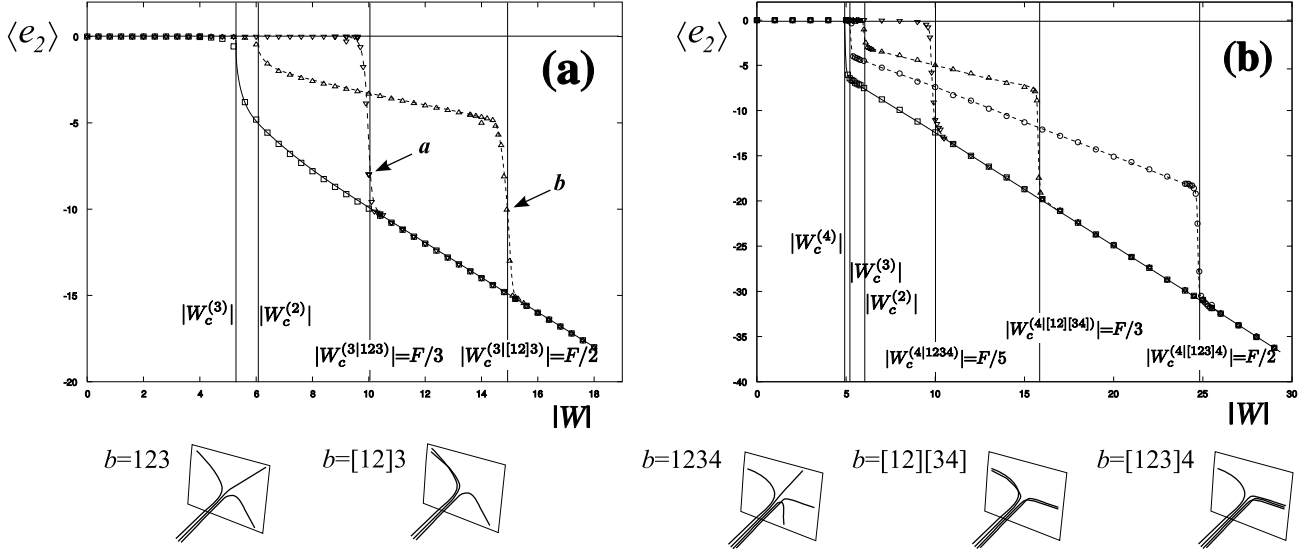 ⟨e₂⟩
0
-5
-10
-15
-20
0 2 4 6 8 10 12 14 16 18
(a)
a
b
|W_c^(3)|
|W_c^(2)|
|W_c^(3|123)|=F/3
|W_c^(3|[12]3)|=F/2
|W|
b=123
b=[12]3
⟨e₂⟩
0
-5
-10
-15
-20
-25
-30
-35
-40
0 5 10 15 20 25 30
(b)
|W_c^(4)|
|W_c^(3)|
|W_c^(2)|
|W_c^(4|1234)|=F/5
|W_c^(4|[12][34])|=F/3
|W_c^(4|[123]4)|=F/2
|W|
b=1234
b=[12][34]
b=[123]4